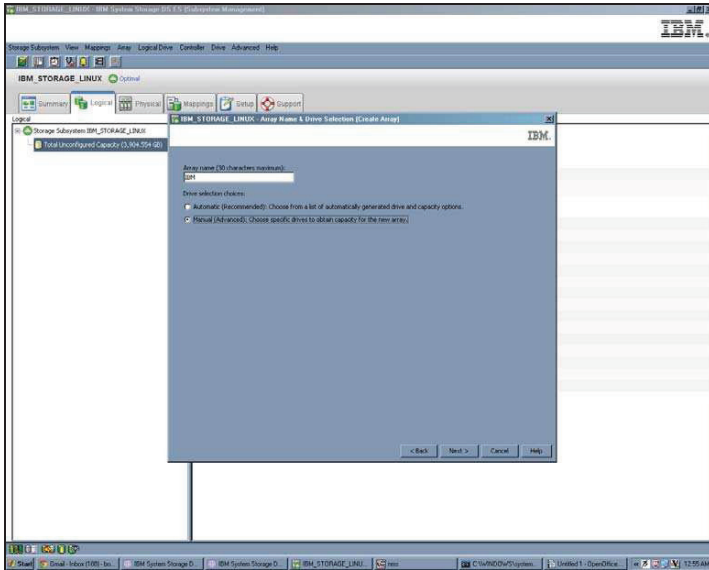 IBM_STORAGE_LINUX - IBM System Storage DS ES (Subsystem Management)
IBM.
Storage Subsystem View Mappings Array Logical Drive Controller Drive Advanced Help
IBM_STORAGE_LINUX Optimal
Summary Logical Physical Mappings Setup Support
Logical
Storage Subsystem IBM_STORAGE_LINUX
Total Unconfigured Capacity (3,904.554 GB)
IBM_STORAGE_LINUX - Array Name & Drive Selection (Create Array)
IBM.
Array name (30 characters maximum):
IBM
Drive selection choices:
Automatic (Recommended): Choose from a list of automatically generated drive and capacity options.
Manual (Advanced): Choose specific drives to obtain capacity for the new array.
< Back Next > Cancel Help
Start Gmail - Inbox (100) - IBM System Storage D... IBM System Storage D... IBM_STORAGE_LINU... C:\WINDOWS\system... Untitled 1 - OpenOffice... 12:55 AM